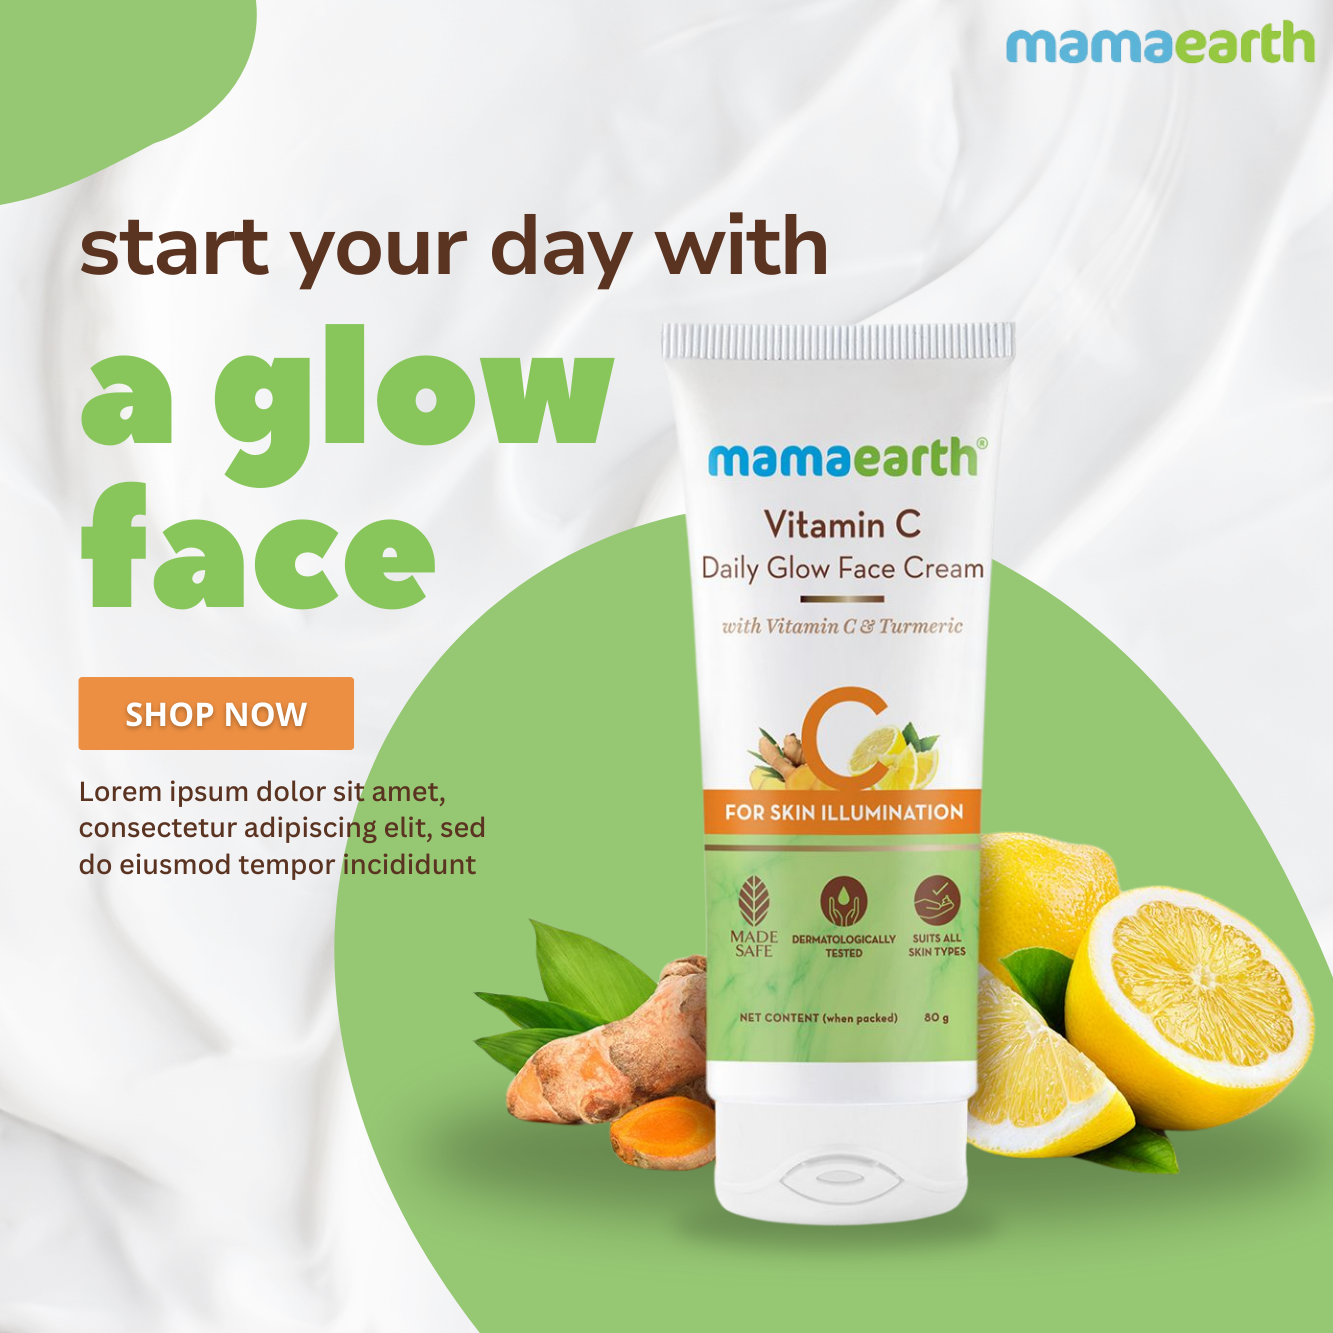 mamaearth
start your day with
a glow
face
SHOP NOW
Lorem ipsum dolor sit amet,
consectetur adipiscing elit, sed
do eiusmod tempor incididunt
mamaearth®
Vitamin C
Daily Glow Face Cream
with Vitamin C & Turmeric
C
FOR SKIN ILLUMINATION
MADE
SAFE
DERMATOLOGICALLY
TESTED
SUITS ALL
SKIN TYPES
NET CONTENT (when packed) 80 g